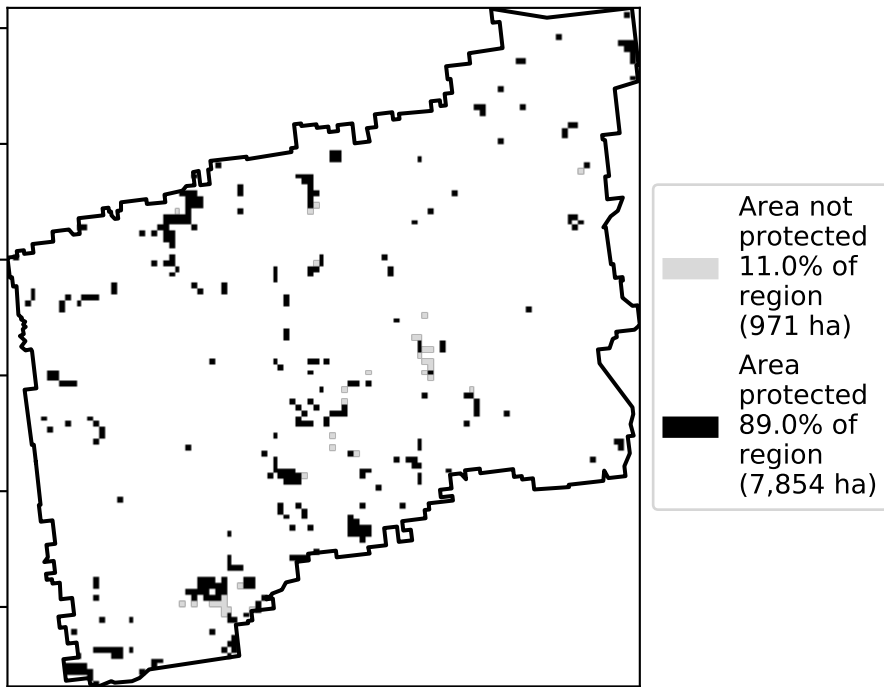 Area not
protected
11.0% of
region
(971 ha)
Area
protected
89.0% of
region
(7,854 ha)